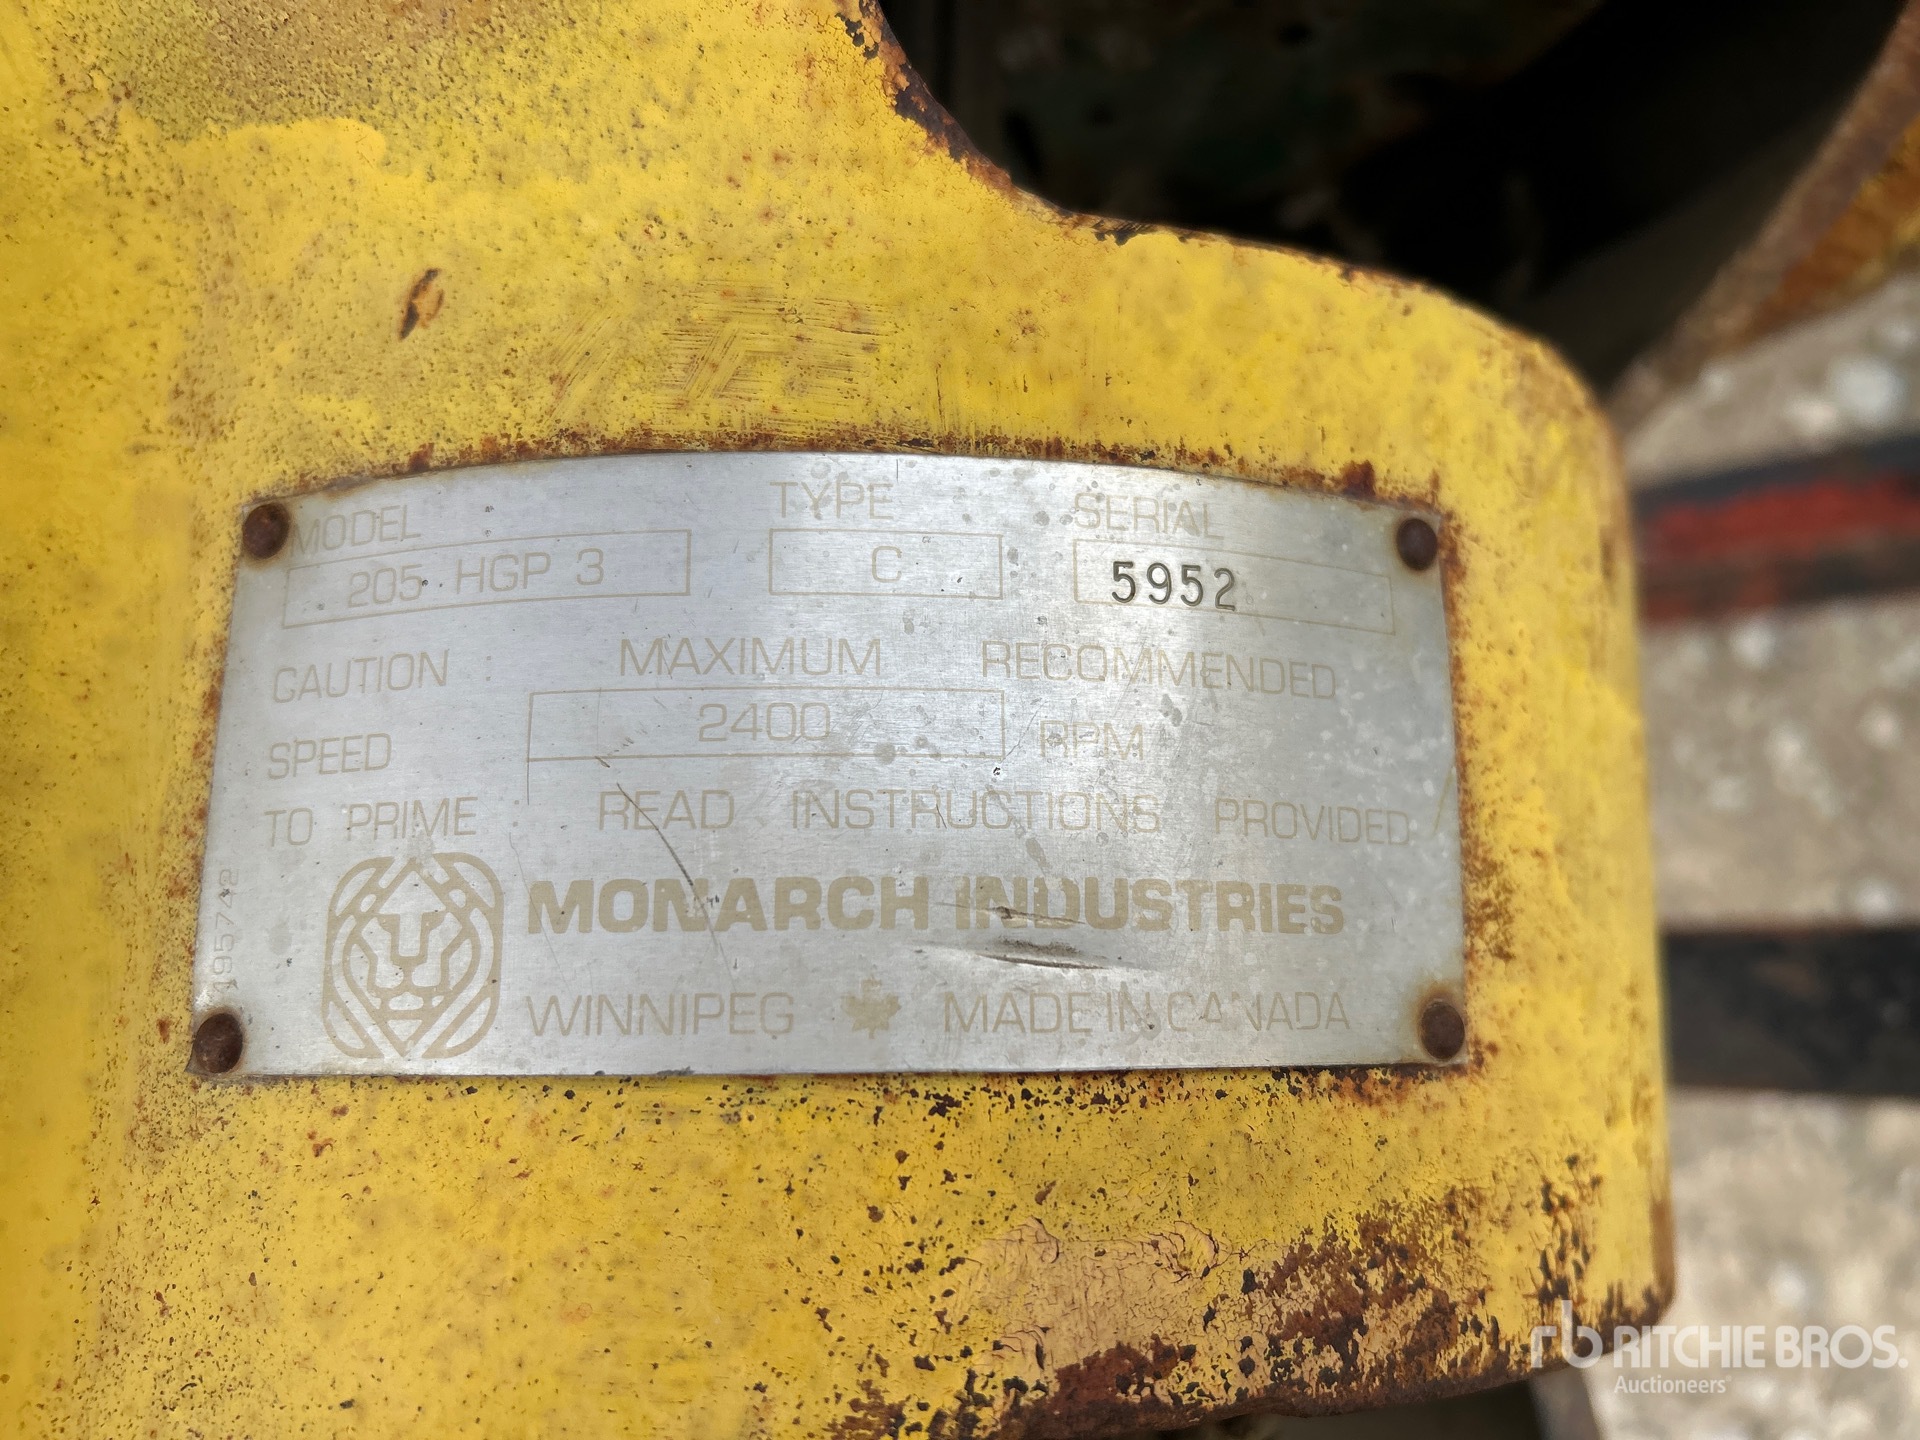 MODEL TYPE SERIAL
205 HGP 3 C 5952
CAUTION MAXIMUM RECOMMENDED
SPEED 2400 RPM
TO PRIME READ INSTRUCTIONS PROVIDED
MONARCH INDUSTRIES
WINNIPEG MADE IN CANADA
195742
rb RITCHIE BROS.
Auctioneers